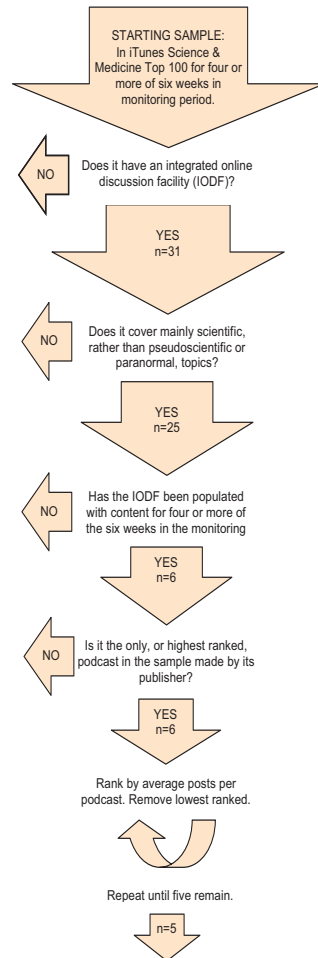 STARTING SAMPLE:
In iTunes Science &
Medicine Top 100 for four or
more of six weeks in
monitoring period.
Does it have an integrated online
discussion facility (IODF)?
NO
YES
n=31
Does it cover mainly scientific,
rather than pseudoscientific or
paranormal, topics?
NO
YES
n=25
Has the IODF been populated
with content for four or more of
the six weeks in the monitoring
NO
YES
n=6
Is it the only, or highest ranked,
podcast in the sample made by its
publisher?
NO
YES
n=6
Rank by average posts per
podcast. Remove lowest ranked.
Repeat until five remain.
n=5